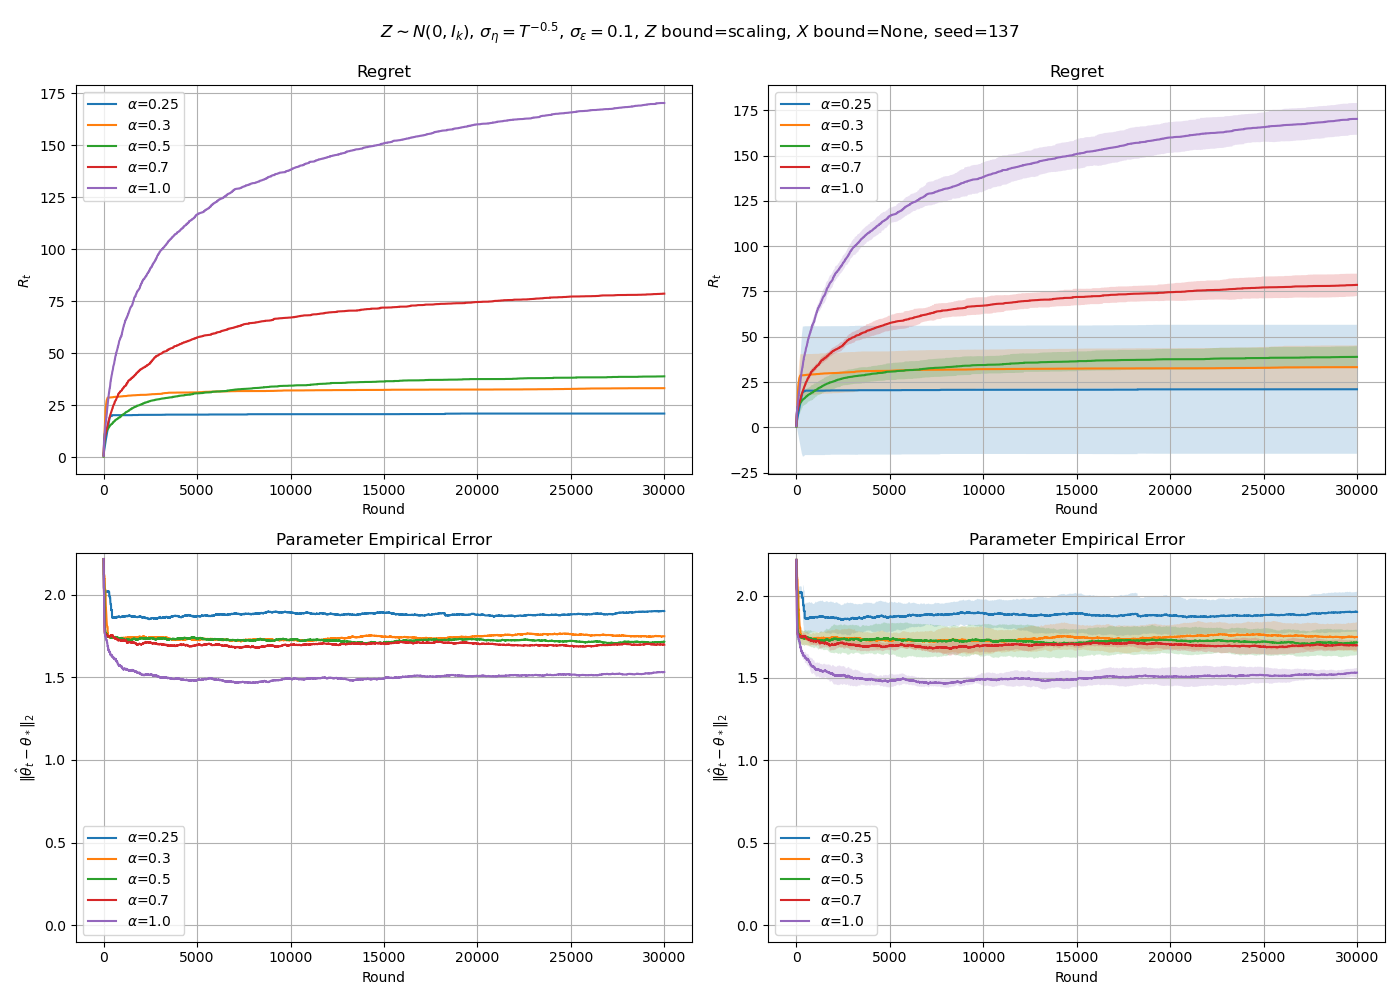 Z ∼ N(0, I_k), σ_η = T^{−0.5}, σ_ε = 0.1, Z bound=scaling, X bound=None, seed=137
Regret
175
150
125
100
75
50
25
0
R_t
α=0.25
α=0.3
α=0.5
α=0.7
α=1.0
0 5000 10000 15000 20000 25000 30000
Round
Regret
175
150
125
100
75
50
25
0
−25
R_t
α=0.25
α=0.3
α=0.5
α=0.7
α=1.0
0 5000 10000 15000 20000 25000 30000
Round
Parameter Empirical Error
2.0
1.5
1.0
0.5
0.0
‖θ̂_t − θ_*‖_2
α=0.25
α=0.3
α=0.5
α=0.7
α=1.0
0 5000 10000 15000 20000 25000 30000
Round
Parameter Empirical Error
2.0
1.5
1.0
0.5
0.0
‖θ̂_t − θ_*‖_2
α=0.25
α=0.3
α=0.5
α=0.7
α=1.0
0 5000 10000 15000 20000 25000 30000
Round